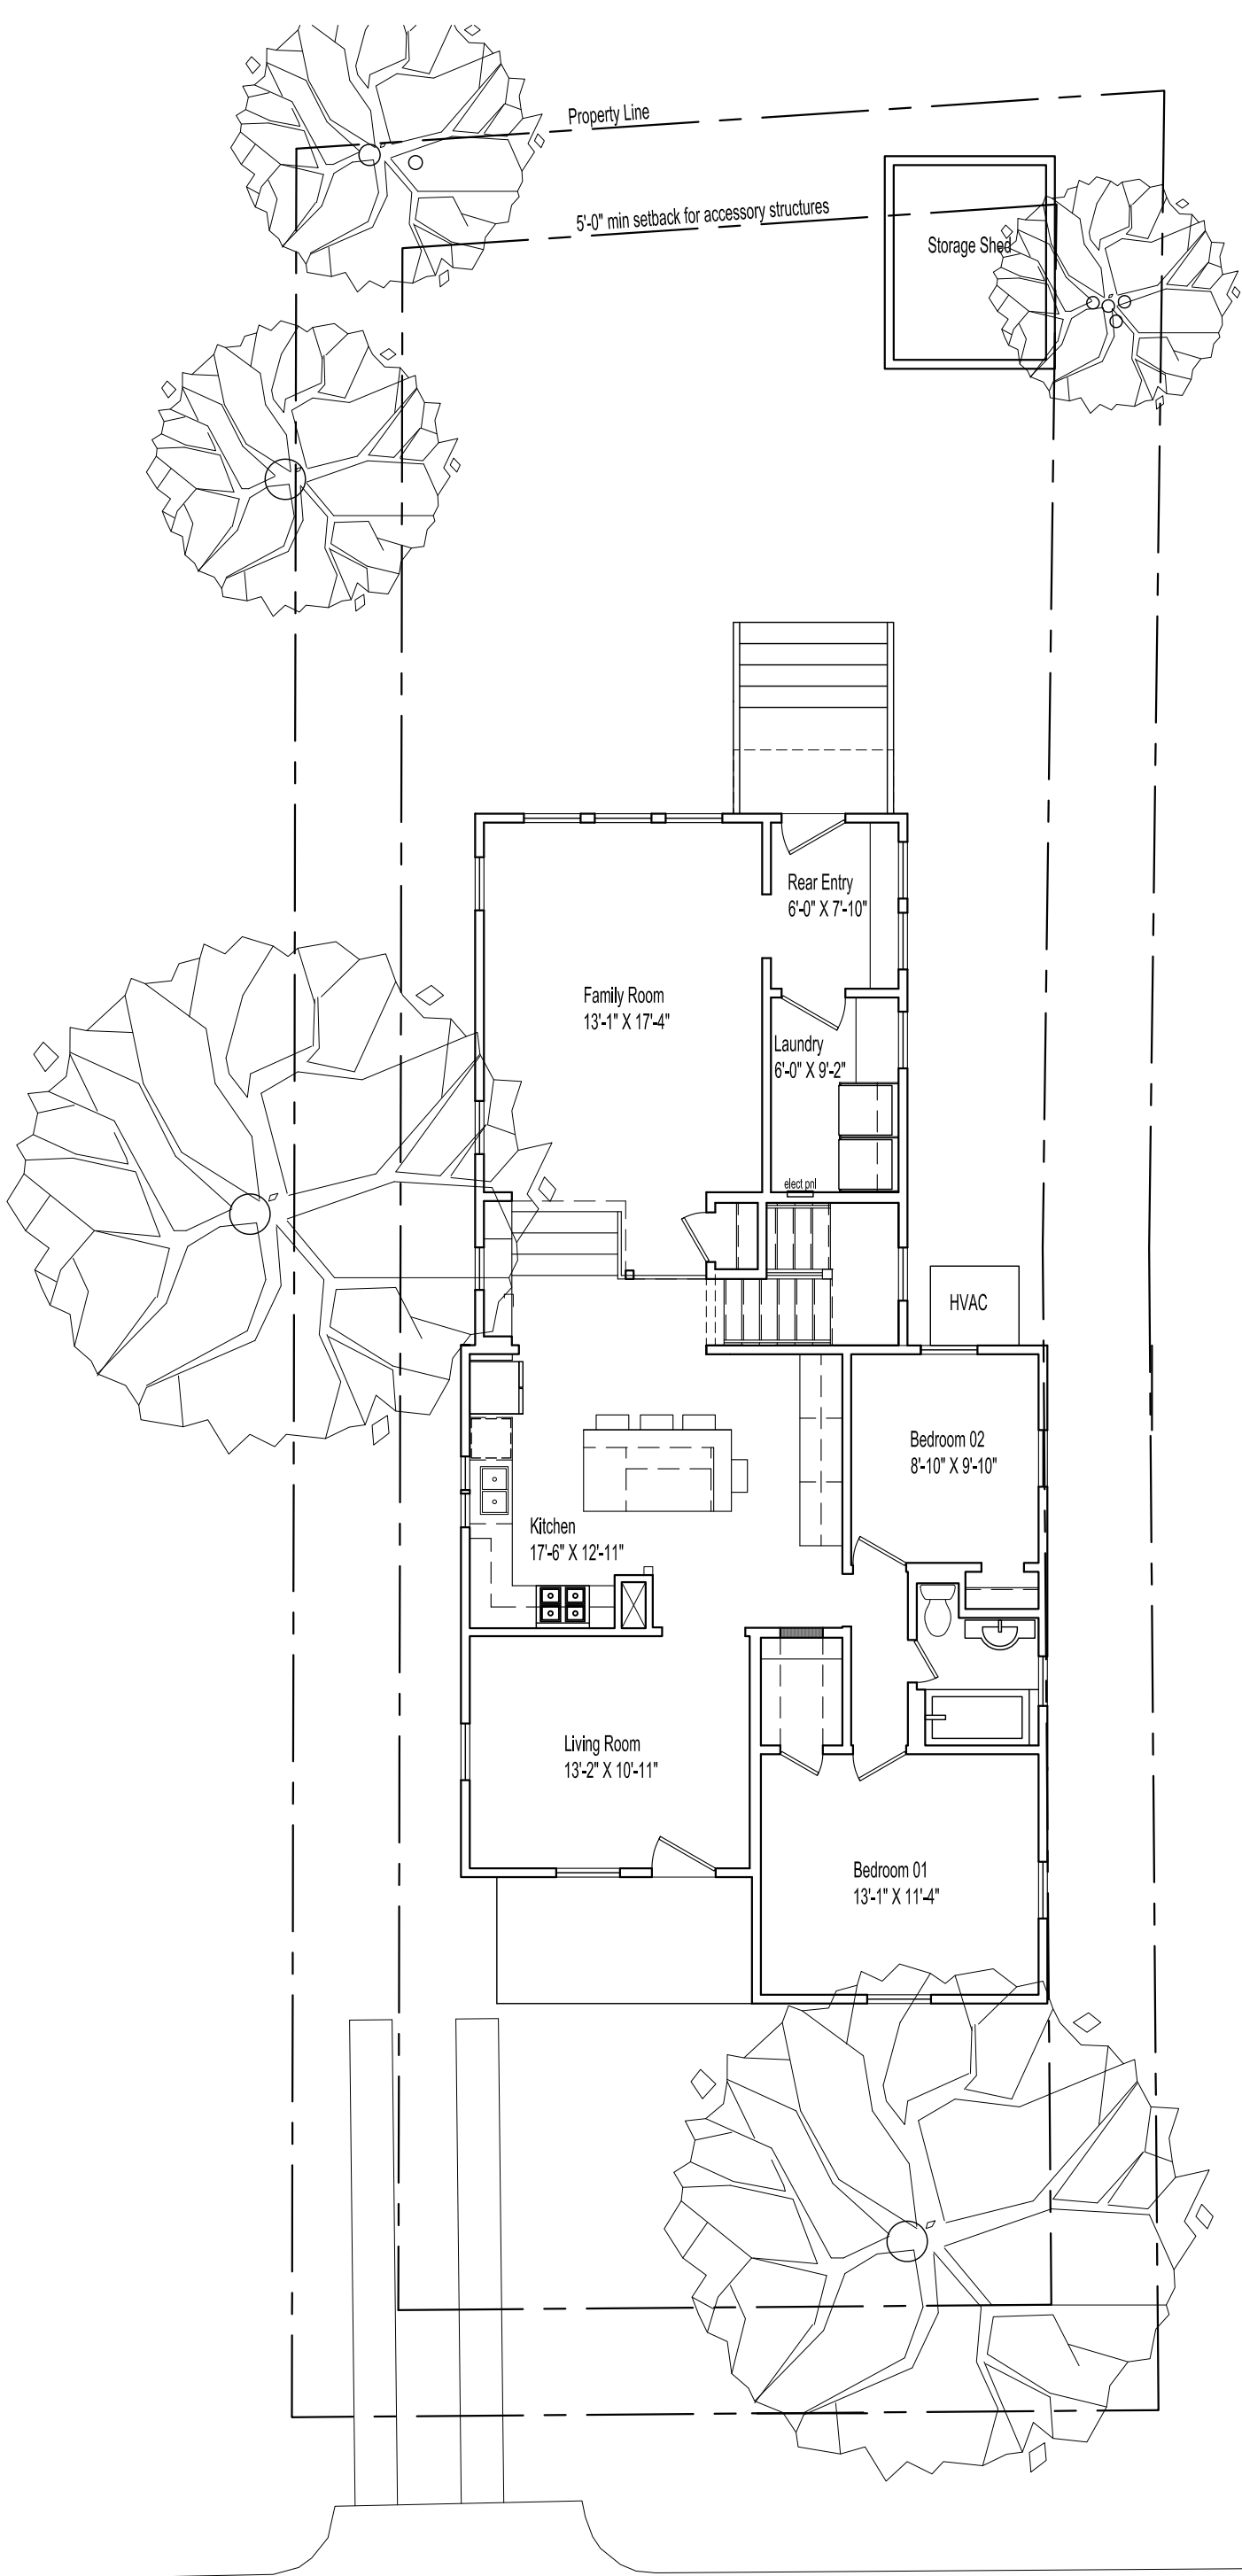 Property Line
5'-0" min setback for accessory structures
Storage Shed
Rear Entry
6'-0" X 7'-10"
Family Room
13'-1" X 17'-4"
Laundry
6'-0" X 9'-2"
elect pnl
HVAC
Bedroom 02
8'-10" X 9'-10"
Kitchen
17'-6" X 12'-11"
Living Room
13'-2" X 10'-11"
Bedroom 01
13'-1" X 11'-4"